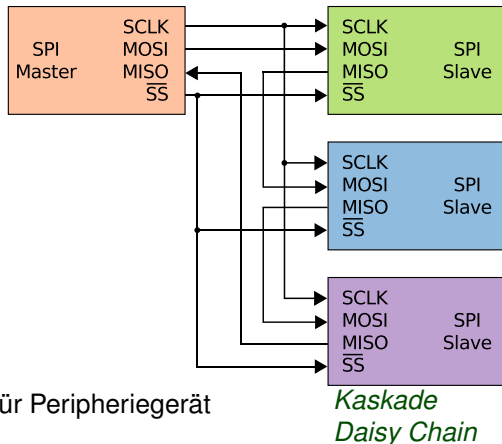 SPI
Master
SCLK
MOSI
MISO
SS
SCLK
MOSI
MISO
SS
SPI
Slave
SCLK
MOSI
MISO
SS
SPI
Slave
SCLK
MOSI
MISO
SS
SPI
Slave
ür Peripheriegerät
Kaskade
Daisy Chain